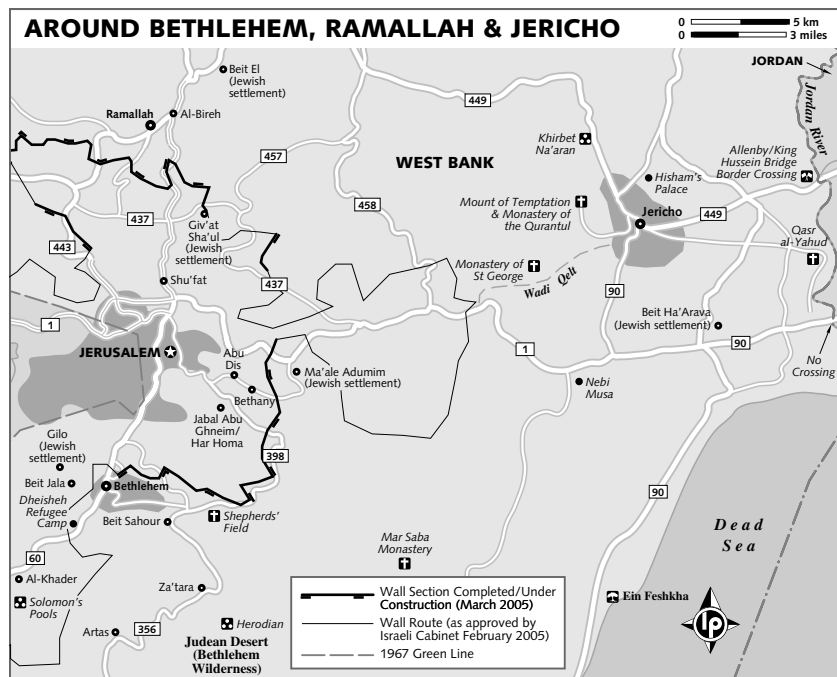 AROUND BETHLEHEM, RAMALLAH & JERICHO
0 5 km
0 3 miles
JORDAN
Jordan River
Beit El
(Jewish
settlement)
Ramallah
Al-Bireh
449
Khirbet
Na'aran
Allenby/King
Hussein Bridge
Border Crossing
457
WEST BANK
Hisham's
Palace
Mount of Temptation
& Monastery of
the Qurantul
Jericho
449
458
437
Giv'at
Sha'ul
(Jewish
settlement)
443
Qasr
al-Yahud
Shu'fat
437
Monastery of
St George
Wadi Qelt
90
Beit Ha'Arava
(Jewish settlement)
1
1
90
JERUSALEM
Abu
Dis
Ma'ale Adumim
(Jewish settlement)
Bethany
Nebi
Musa
No
Crossing
Jabal Abu
Ghneim/
Har Homa
Gilo
(Jewish
settlement)
398
Beit Jala
Bethlehem
90
Dheisheh
Refugee
Camp
Beit Sahour
Shepherds'
Field
Dead
Sea
Mar Saba
Monastery
60
Al-Khader
Za'tara
Solomon's
Pools
Ein Feshkha
Artas
356
Herodian
Judean Desert
(Bethlehem
Wilderness)
Wall Section Completed/Under
Construction (March 2005)
Wall Route (as approved by
Israeli Cabinet February 2005)
1967 Green Line
lp